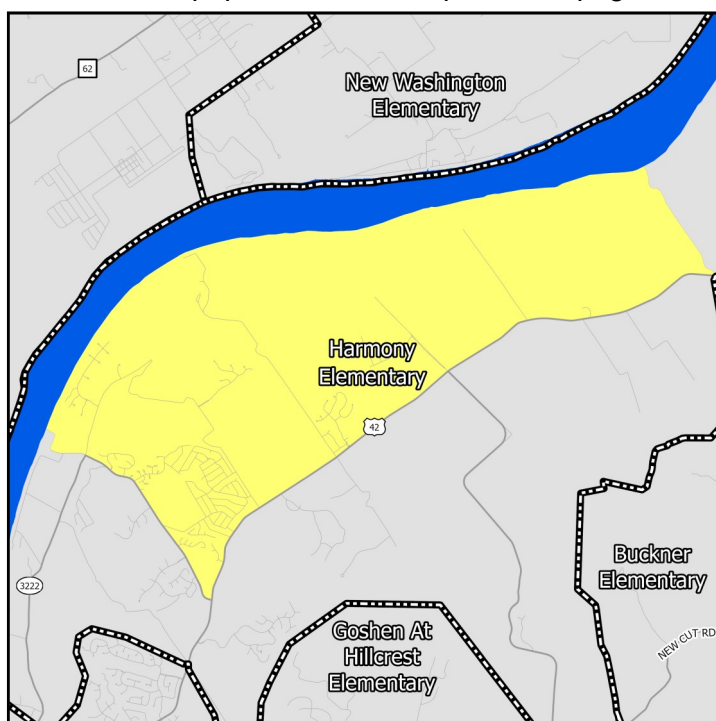 62
New Washington
Elementary
Harmony
Elementary
42
Buckner
Elementary
3222
Goshen At
Hillcrest
Elementary
NEW CUT RD